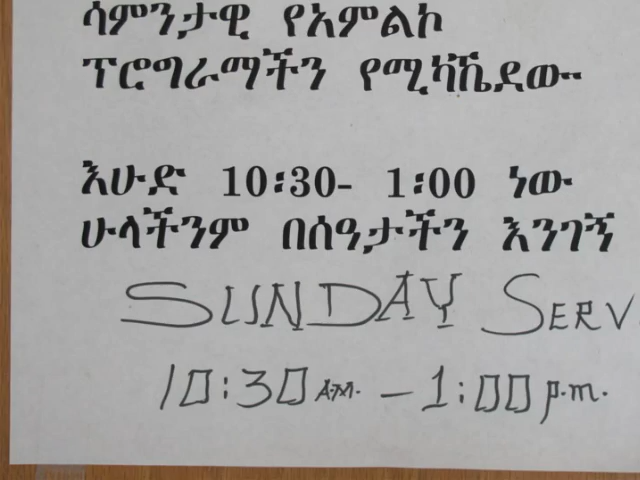 ሳምንታዊ የአምልኮ
ፕሮግራማችን የሚካሄደው
እሁድ 10፡30- 1፡00 ነው
ሁላችንም በሰዓታችን እንገኝ
SUNDAY SERV
10:30 A.M. – 1:00 p.m.